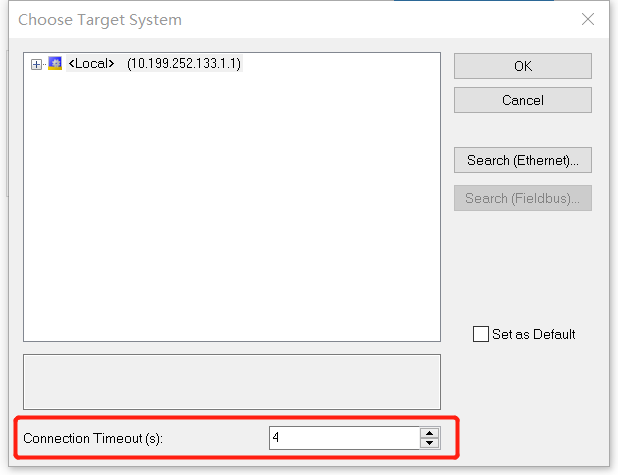 Choose Target System
<Local> (10.199.252.133.1.1)
OK
Cancel
Search (Ethernet)...
Search (Fieldbus)...
Set as Default
Connection Timeout (s):
4